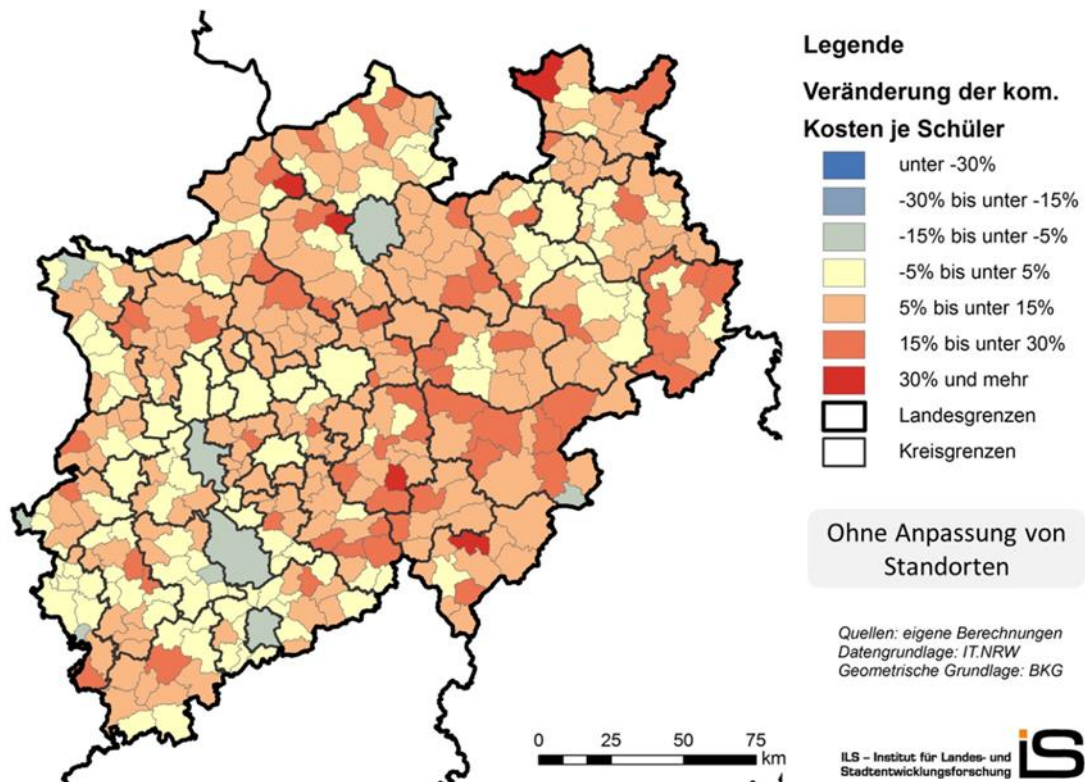 Legende
Veränderung der kom.
Kosten je Schüler
unter -30%
-30% bis unter -15%
-15% bis unter -5%
-5% bis unter 5%
5% bis unter 15%
15% bis unter 30%
30% und mehr
Landesgrenzen
Kreisgrenzen
Ohne Anpassung von
Standorten
Quellen: eigene Berechnungen
Datengrundlage: IT.NRW
Geometrische Grundlage: BKG
0 25 50 75
km
ILS – Institut für Landes- und
Stadtentwicklungsforschung
iLS